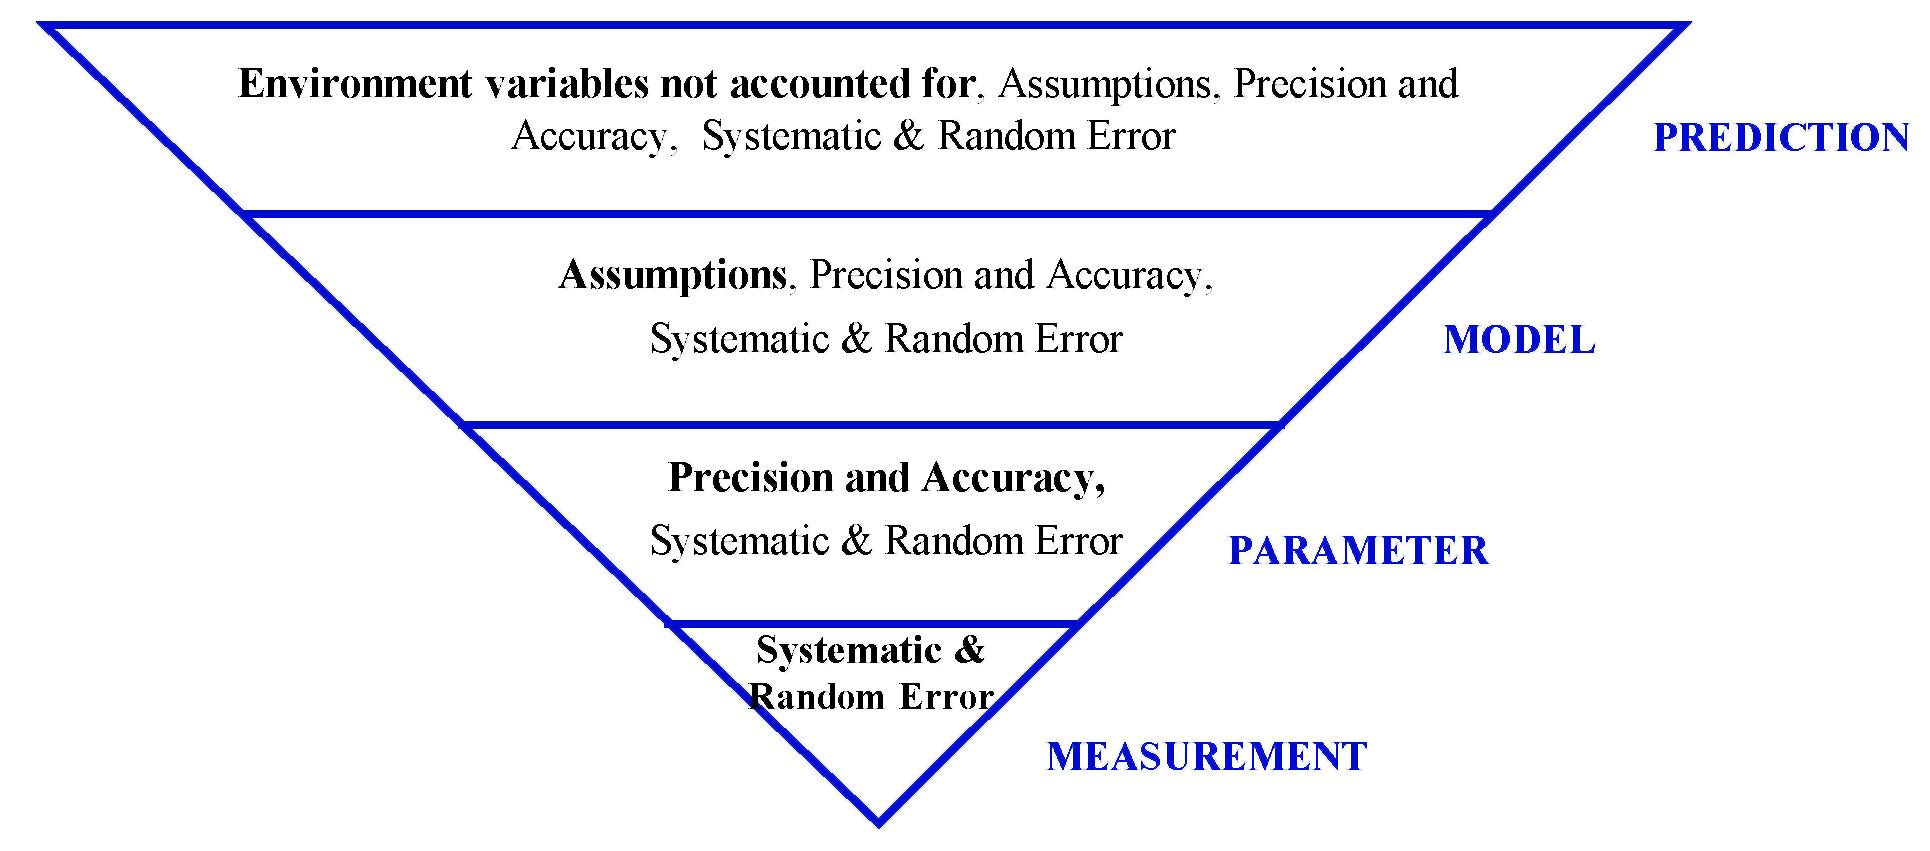 Environment variables not accounted for, Assumptions, Precision and
Accuracy, Systematic & Random Error
PREDICTION
Assumptions, Precision and Accuracy,
Systematic & Random Error
MODEL
Precision and Accuracy,
Systematic & Random Error
PARAMETER
Systematic &
Random Error
MEASUREMENT